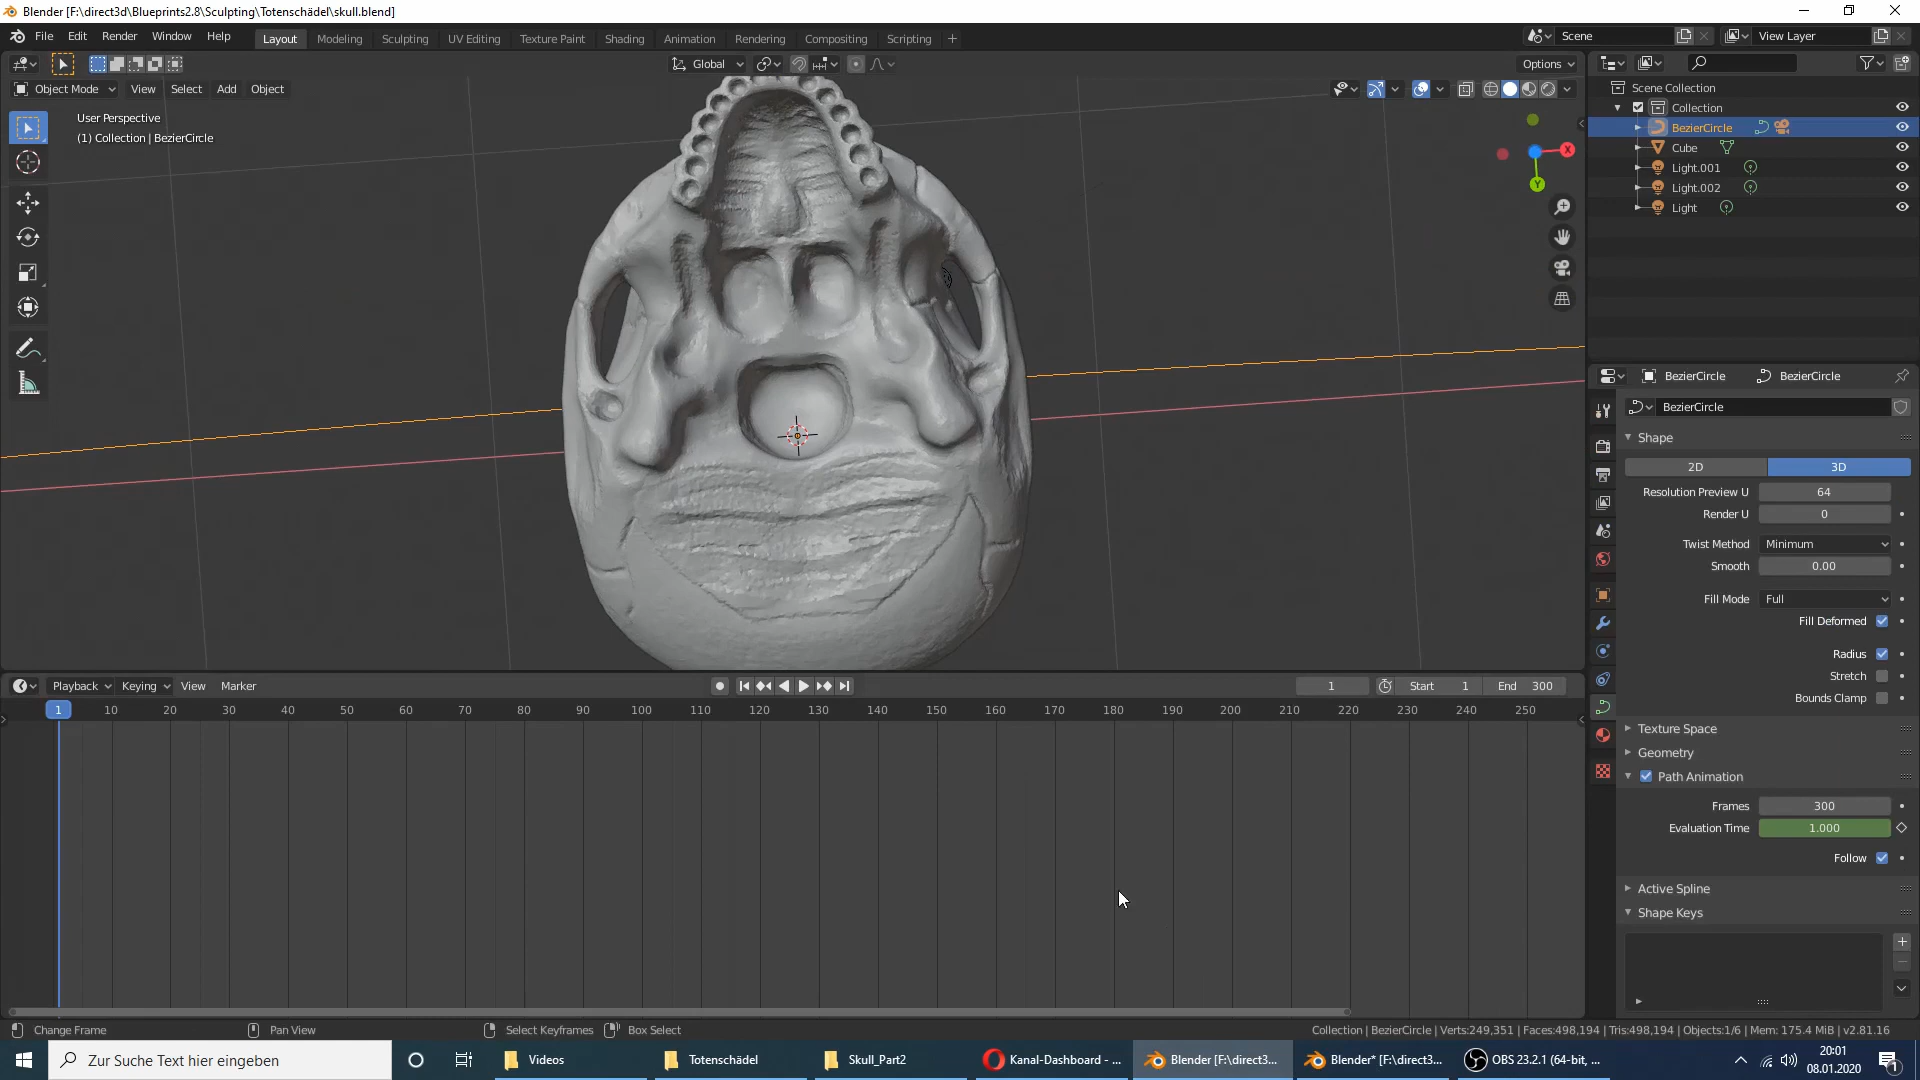 Blender [F:\direct3d\Blueprints2.8\Sculpting\Totenschädel\skull.blend]
File Edit Render Window Help
Layout Modeling Sculpting UV Editing Texture Paint Shading Animation Rendering Compositing Scripting +
Scene
View Layer
Global
Options
Object Mode View Select Add Object
User Perspective
(1) Collection | BezierCircle
X
Y
Scene Collection
Collection
BezierCircle
Cube
Light.001
Light.002
Light
BezierCircle BezierCircle
BezierCircle
Shape
2D 3D
Resolution Preview U 64
Render U 0
Twist Method Minimum
Smooth 0.00
Fill Mode Full
Fill Deformed
Radius
Stretch
Bounds Clamp
Texture Space
Geometry
Path Animation
Frames 300
Evaluation Time 1.000
Follow
Active Spline
Shape Keys
Playback Keying View Marker
1 Start 1 End 300
1 10 20 30 40 50 60 70 80 90 100 110 120 130 140 150 160 170 180 190 200 210 220 230 240 250
Change Frame Pan View Select Keyframes Box Select
Collection | BezierCircle | Verts:249,351 | Faces:498,194 | Tris:498,194 | Objects:1/6 | Mem: 175.4 MiB | v2.81.16
Zur Suche Text hier eingeben
Videos
Totenschädel
Skull_Part2
Kanal-Dashboard - ...
Blender [F:\direct3...
Blender* [F:\direct3...
OBS 23.2.1 (64-bit, ...
20:01
08.01.2020
1